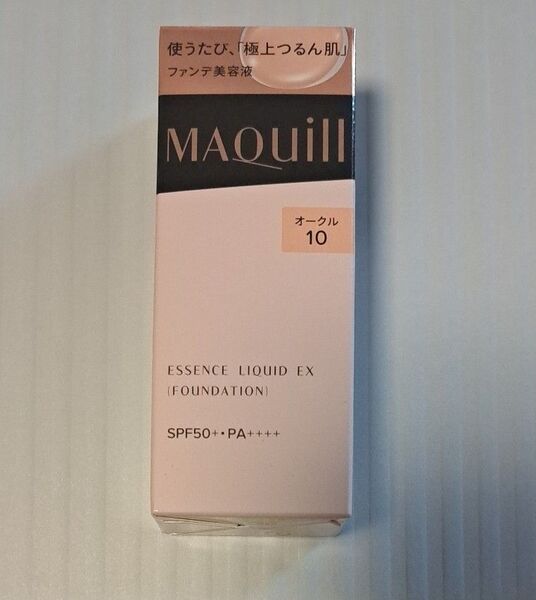 使うたび、「極上つるん肌」
ファンデ美容液
MAQuill
オークル
10
ESSENCE LIQUID EX
(FOUNDATION)
SPF50+・PA++++